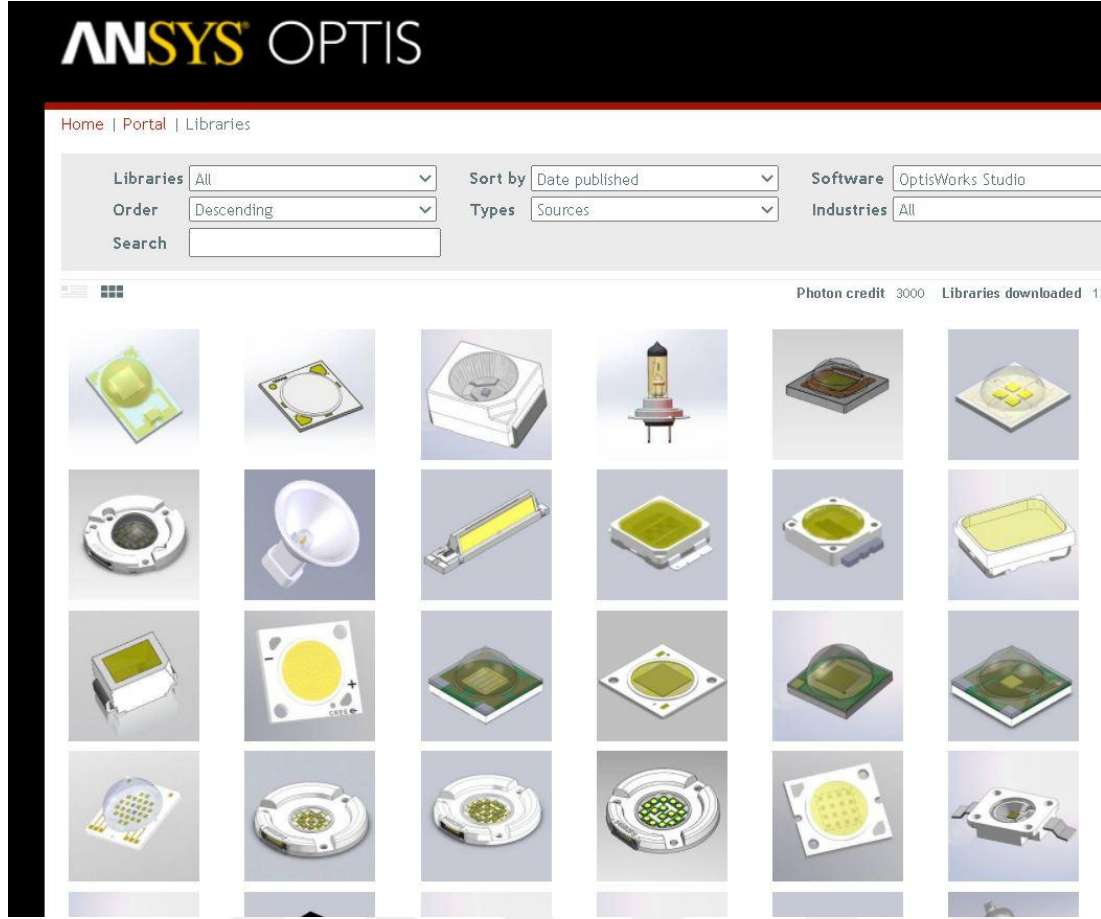 ANSYS OPTIS
Home | Portal | Libraries
Libraries All Sort by Date published Software OptisWorks Studio
Order Descending Types Sources Industries All
Search
Photon credit 3000 Libraries downloaded
- +
CREE